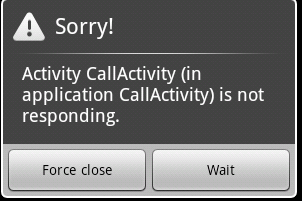 Sorry!
Activity CallActivity (in
application CallActivity) is not
responding.
Force close
Wait